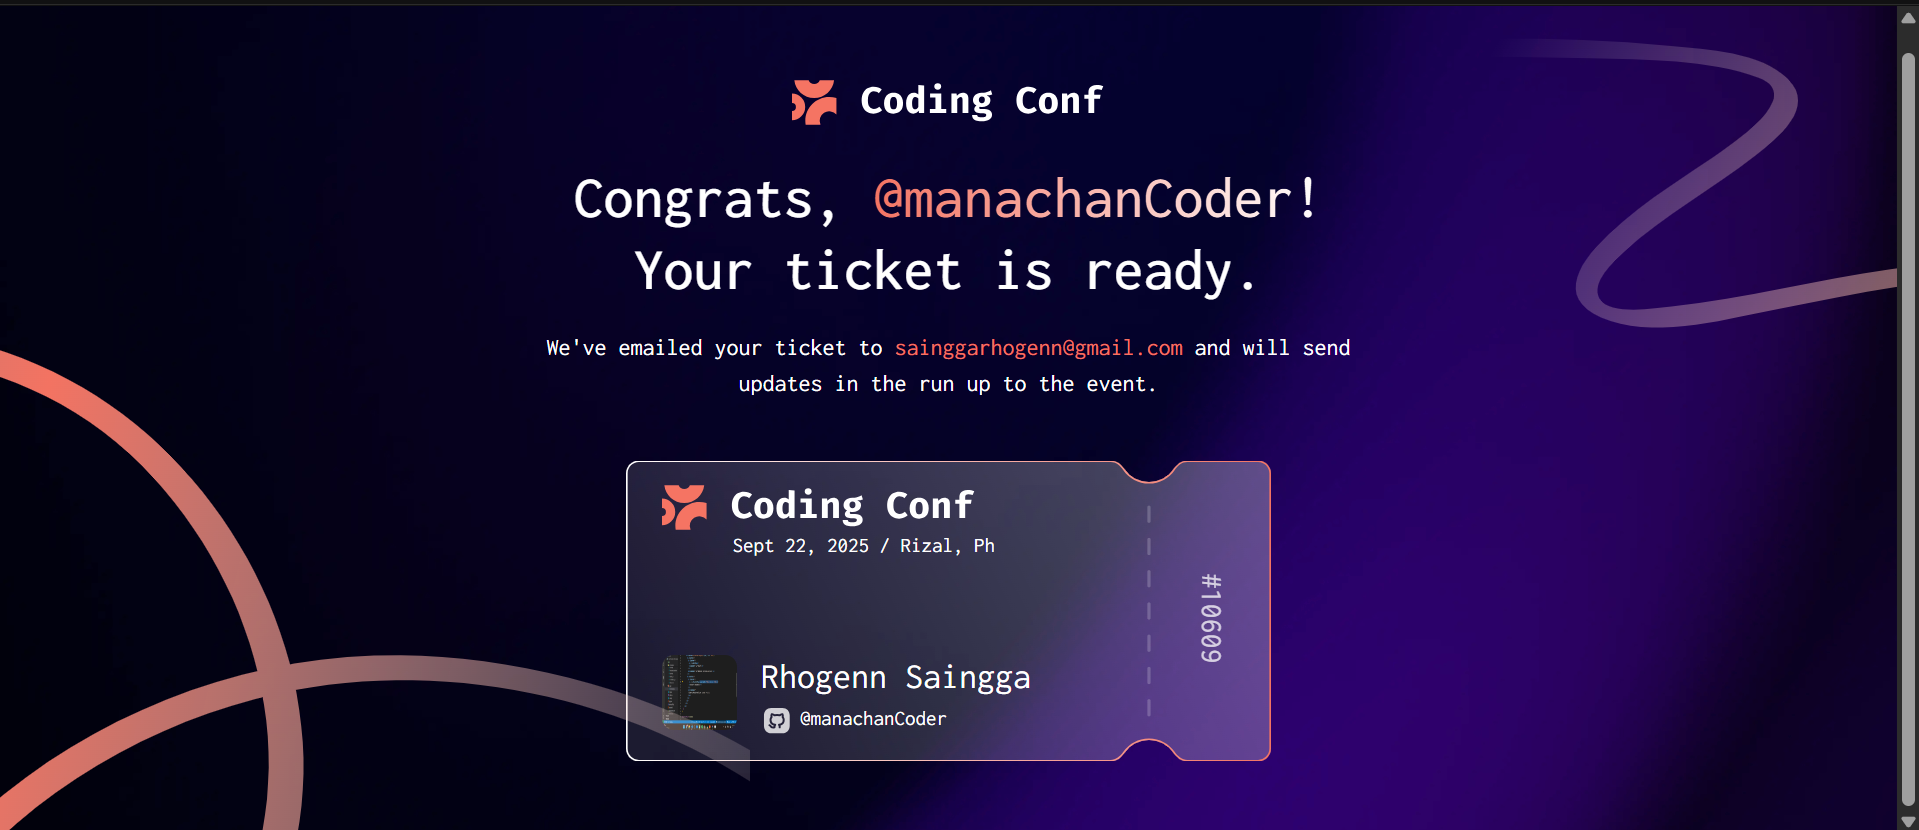 Coding Conf
Congrats, @manachanCoder!
Your ticket is ready.
We've emailed your ticket to sainggarhogenn@gmail.com and will send
updates in the run up to the event.
Coding Conf
Sept 22, 2025 / Rizal, Ph
#10609
Rhogenn Saingga
@manachanCoder